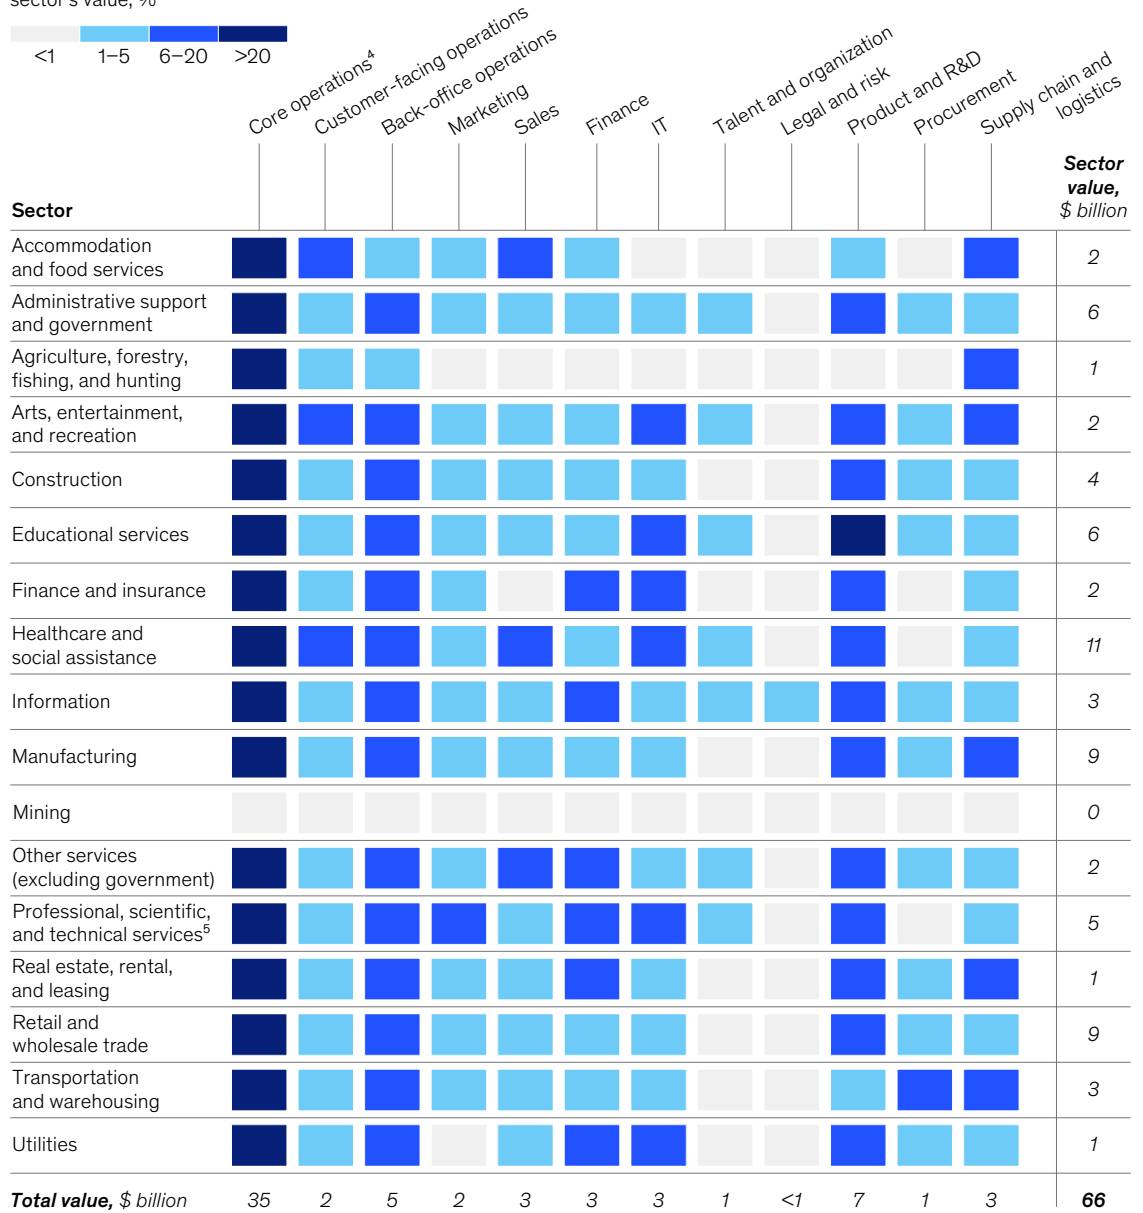 sector's value, %
<1 1–5 6–20 >20
Core operations⁴
Customer-facing operations
Back-office operations
Marketing
Sales
Finance
IT
Talent and organization
Legal and risk
Product and R&D
Procurement
Supply chain and
logistics
Sector
value,
$ billion
Sector
Accommodation
and food services
2
Administrative support
and government
6
Agriculture, forestry,
fishing, and hunting
1
Arts, entertainment,
and recreation
2
Construction
4
Educational services
6
Finance and insurance
2
Healthcare and
social assistance
11
Information
3
Manufacturing
9
Mining
0
Other services
(excluding government)
2
Professional, scientific,
and technical services⁵
5
Real estate, rental,
and leasing
1
Retail and
wholesale trade
9
Transportation
and warehousing
3
Utilities
1
Total value, $ billion 35 2 5 2 3 3 3 1 <1 7 1 3 66